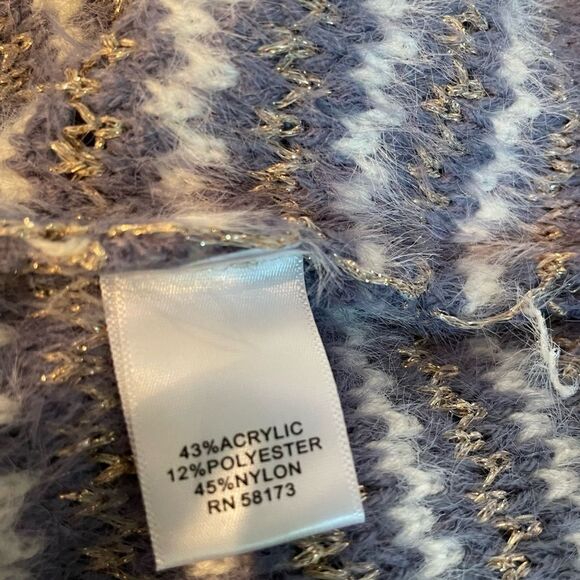 43%ACRYLIC
12%POLYESTER
45%NYLON
RN 58173